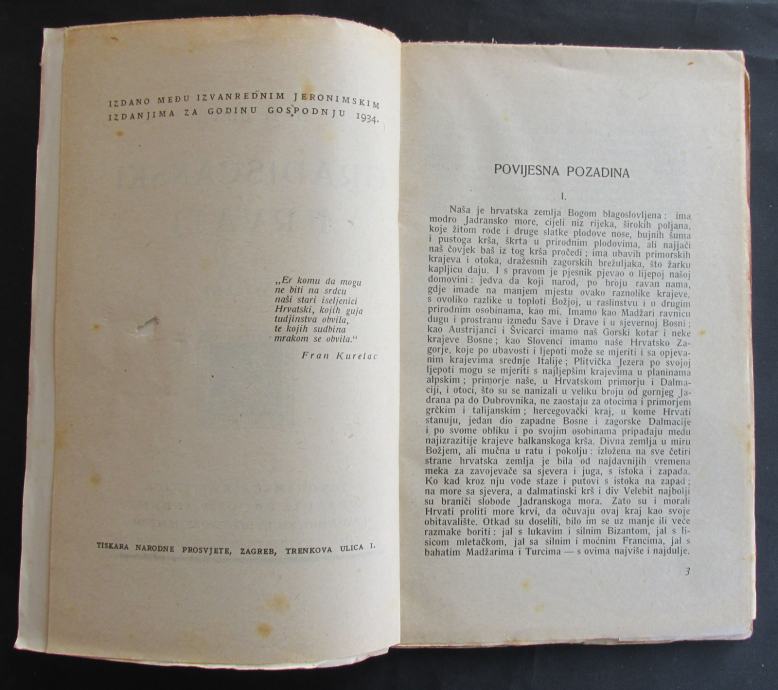 IZDANO MEĐU IZVANREDNIM JERONIMSKIM
IZDANJIMA ZA GODINU GOSPODNJU 1934.
„Er komu da mogu
ne biti na srdcu
naši stari iseljenici
Hrvatski, kojih guja
tudjinstva obvila,
te kojih sudbina
mrakom se obvila.“
Fran Kurelac
TISKARA NARODNE PROSVJETE, ZAGREB, TRENKOVA ULICA 1.
POVIJESNA POZADINA
I.
Naša je hrvatska zemlja Bogom blagoslovljena: ima
modro Jadransko more, cijeli niz rijeka, širokih poljana,
koje žitom rode i druge slatke plodove nose, bujnih šuma
i pustoga krša, škrta u prirodnim plodovima, ali najjači
naš čovjek baš iz tog krša pročedi; ima ubavih primorskih
krajeva i otoka, dražesnih zagorskih brežuljaka, što žarku
kapljicu daju. I s pravom je pjesnik pjevao o lijepoj našoj
domovini: jedva da koji narod, po broju ravan nama,
gdje imade na manjem mjestu ovako raznolike krajeve,
s ovoliko razlike u toploti Božjoj, u raslinstvu i u drugim
prirodnim osobinama, kao mi. Imamo kao Madžari ravnicu
dugu i prostranu između Save i Drave i u sjevernoj Bosni;
kao Austrijanci i Švicarci imamo naš Gorski kotar i neke
krajeve Bosne; kao Slovenci imamo naše Hrvatsko Za-
gorje, koje po ubavosti i ljepoti može se mjeriti i sa opjeva-
nim krajevima srednje Italije; Plitvička Jezera po svojoj
ljepoti mogu se mjeriti s najljepšim krajevima u planinama
alpskim; primorje naše, u Hrvatskom primorju i Dalma-
ciji, i otoci, što su se nanizali u veliku broju od gornjeg Ja-
drana pa do Dubrovnika, ne zaostaju za otocima i primorjem
grčkim i talijanskim; hercegovački kraj, u kome Hrvati
stanuju, jedan dio zapadne Bosne i zagorske Dalmacije
i po svome obliku i po svojim osobinama pripadaju među
najizrazitije krajeve balkanskoga krša. Divna zemlja u miru
Božjem, ali mučna u ratu i pokolju: izložena na sve četiri
strane hrvatska zemlja je bila od najdavnijih vremena
meka za zavojevače sa sjevera i juga, s istoka i zapada.
Ko kad kroz nju vode staze i putovi s istoka na zapad;
na more sa sjevera, a dalmatinski krš i div Velebit najbolji
su braniči slobode Jadranskoga mora. Zato su i morali
Hrvati proliti more krvi, da očuvaju ovaj kraj kao svoje
obitavalište. Otkad su doselili, bilo im se uz manje ili veće
razmake boriti: jal s lukavim i silnim Bizantom, jal s li-
sicom mletačkom, jal sa silnim i moćnim Francima, jal s
bahatim Madžarima i Turcima — s ovima najviše i najdulje.
3